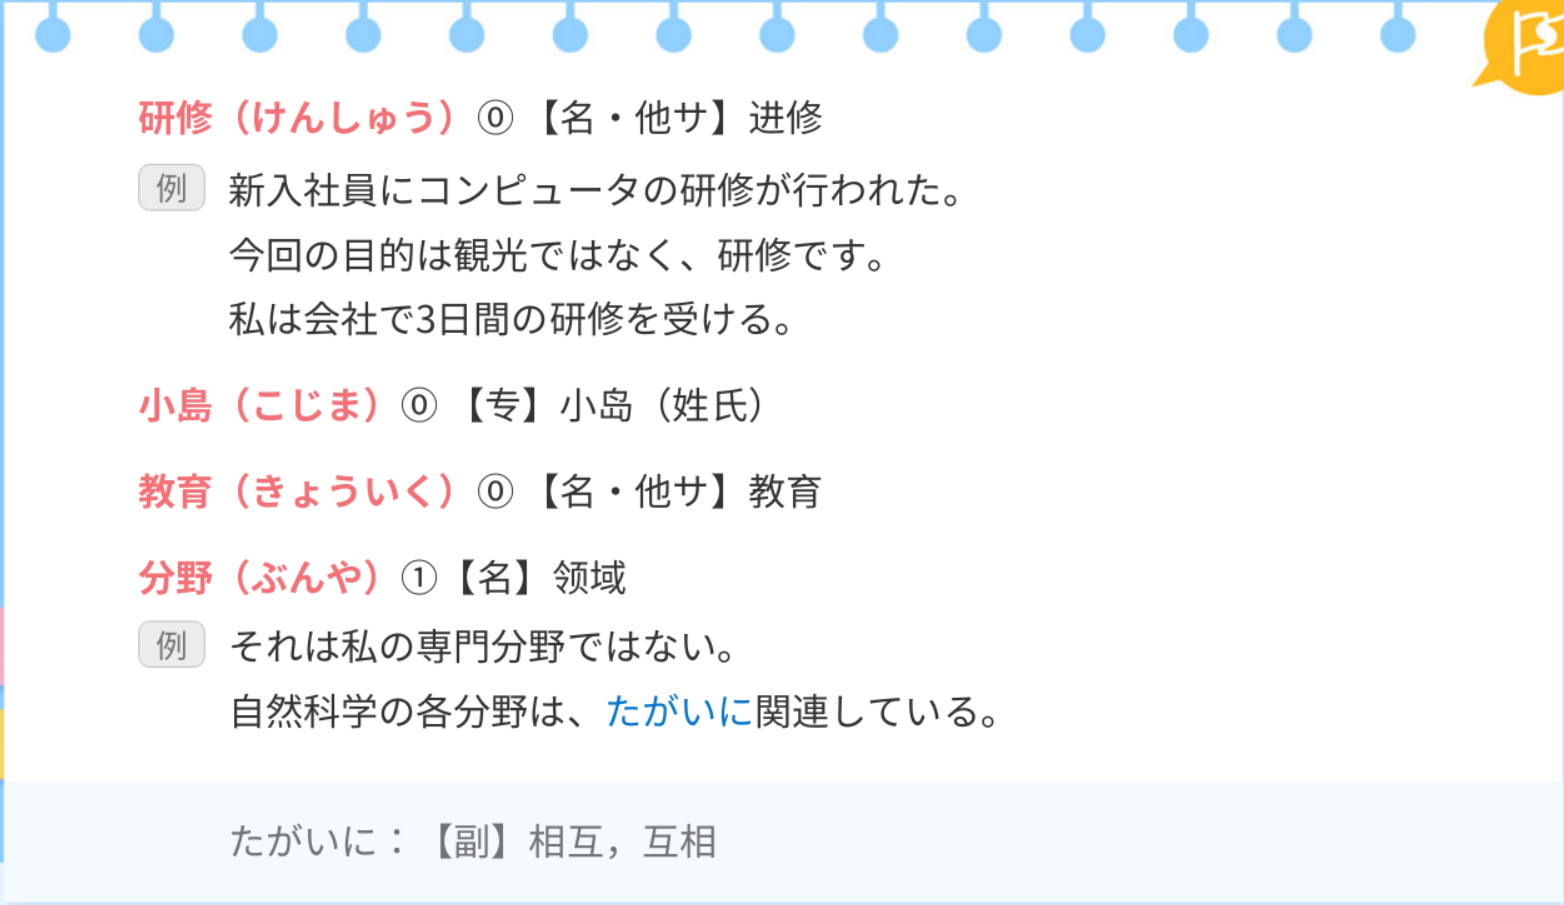 研修（けんしゅう）⓪【名・他サ】进修
例 新入社員にコンピュータの研修が行われた。
今回の目的は観光ではなく、研修です。
私は会社で3日間の研修を受ける。
小島（こじま）⓪【专】小岛（姓氏）
教育（きょういく）⓪【名・他サ】教育
分野（ぶんや）①【名】领域
例 それは私の専門分野ではない。
自然科学の各分野は、たがいに関連している。
たがいに：【副】相互，互相